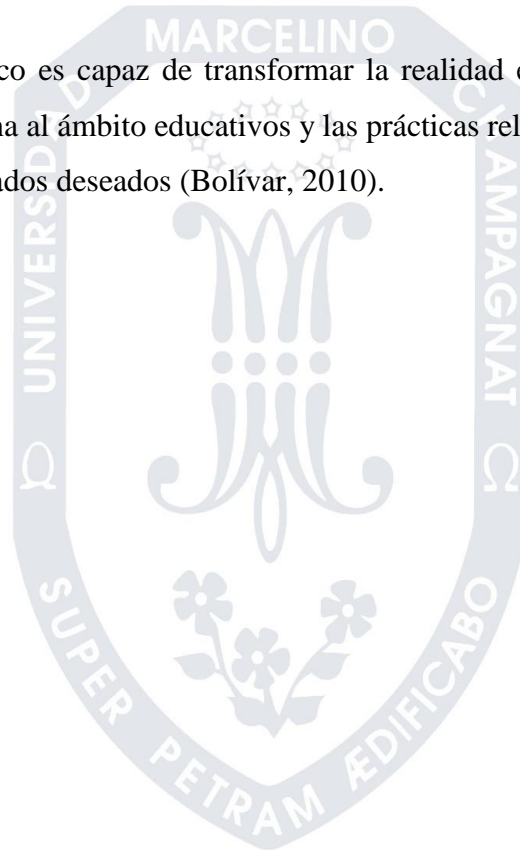 MARCELINO
co es capaz de transformar la realidad
na al ámbito educativos y las prácticas
ados deseados (Bolívar, 2010).
UNIVERSIDAD
CHAMPAGNAT
Ω Ω
SUPER PETRAM ÆDIFICABO